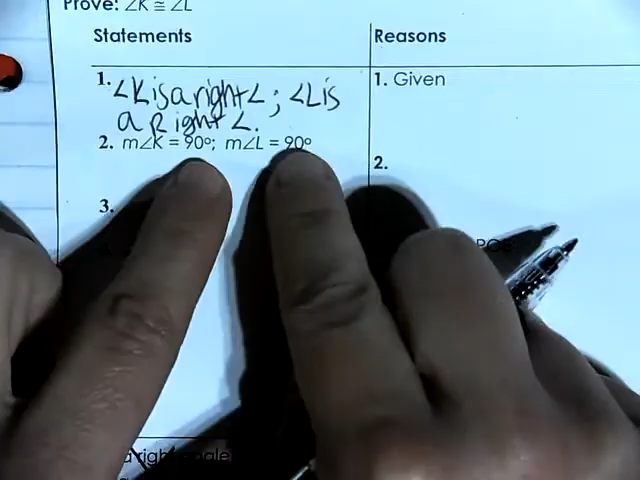 Prove: ∠K ≅ ∠L
Statements
Reasons
1. <K is a right <; <L is
a Right <.
1. Given
2. m∠K = 90°; m∠L = 90°
2.
3.